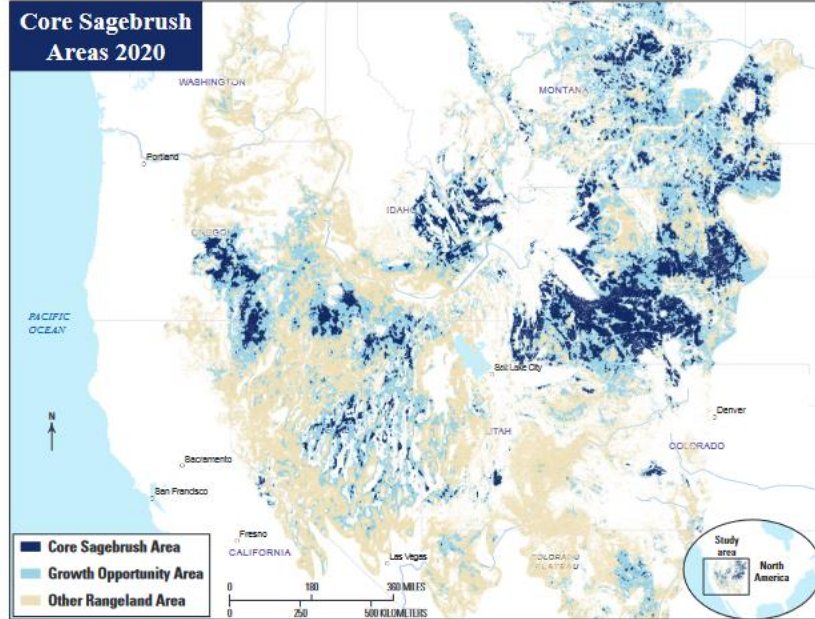 Core Sagebrush
Areas 2020
WASHINGTON
MONTANA
Portland
IDAHO
OREGON
PACIFIC
OCEAN
Salt Lake City
N
Denver
UTAH
COLORADO
Sacramento
San Francisco
Fresno
CALIFORNIA
Las Vegas
COLORADO
PLATEAU
Core Sagebrush Area
Growth Opportunity Area
Other Rangeland Area
0 180 360 MILES
0 250 500 KILOMETERS
Study
area
North
America